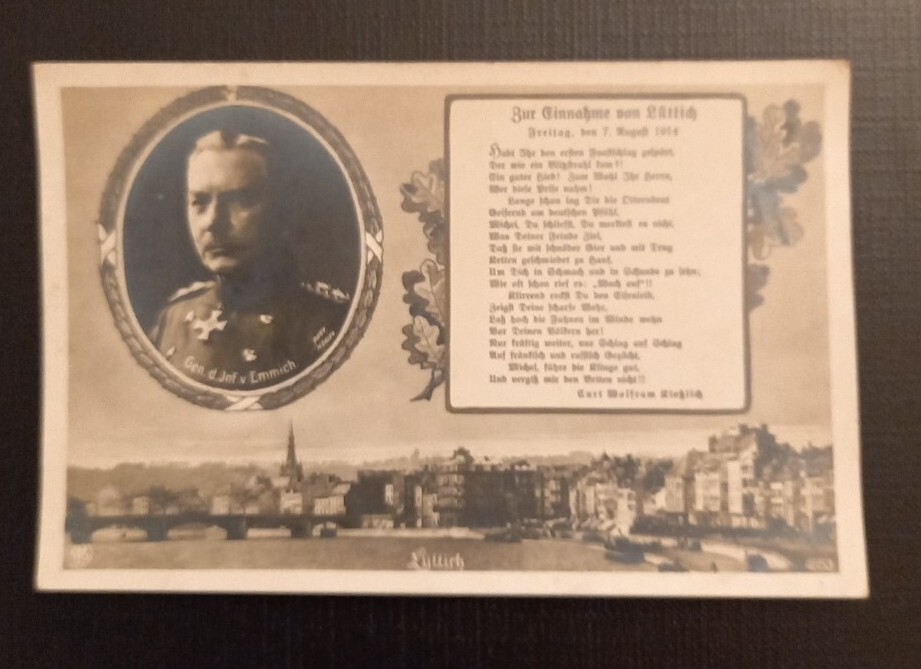 Gen. d. Inf. v. Emmich
Zur Einnahme von Lüttich
Freitag, den 7. August 1914
Habt Ihr den ersten Faustschlag gespürt,
Der wie ein Blitzstrahl kam?!
Ein guter Hieb! Zum Wohl Ihr Herren,
Wer diese Prise nahm!
Lange schon lag Dir die Otternbrut
Geifernd am deutschen Pfühl,
Michel, Du schliefst, Du merktest es nicht,
Was Deiner Feinde Ziel,
Daß sie mit schnöder Gier und mit Trug
Ketten geschmiedet zu Hauf,
Um Dich in Schmach und in Schande zu sehn;
Wie oft schon rief es: „Wach auf"!!
Klirrend reckst Du den Eisenleib,
Zeigst Deine scharfe Wehr,
Laß hoch die Fahnen im Winde wehn
Vor Deinen Völkern her!
Nur kräftig weiter, nur Schlag auf Schlag
Auf fränkisch und russisch Gezücht,
Michel, führe die Klinge gut,
Und vergiß mir den Briten nicht!!
Curt Wolfram Kießlich
Lüttich